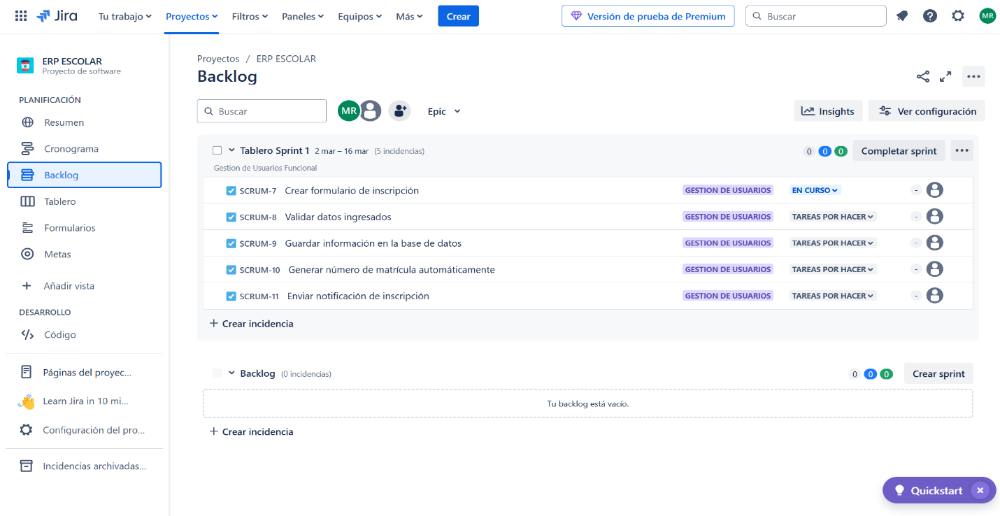 Jira Tu trabajo Proyectos Filtros Paneles Equipos Más Crear Versión de prueba de Premium Buscar MR
ERP ESCOLAR
Proyecto de software
PLANIFICACIÓN
Resumen
Cronograma
Backlog
Tablero
Formularios
Metas
Añadir vista
DESARROLLO
Código
Páginas del proyec...
Learn Jira in 10 mi...
Configuración del pro...
Incidencias archivadas...
Proyectos / ERP ESCOLAR
Backlog
Buscar MR Epic Insights Ver configuración
Tablero Sprint 1 2 mar – 16 mar (5 incidencias) 0 0 0 Completar sprint
Gestion de Usuarios Funcional
SCRUM-7 Crear formulario de inscripción GESTION DE USUARIOS EN CURSO -
SCRUM-8 Validar datos ingresados GESTION DE USUARIOS TAREAS POR HACER -
SCRUM-9 Guardar información en la base de datos GESTION DE USUARIOS TAREAS POR HACER -
SCRUM-10 Generar número de matrícula automáticamente GESTION DE USUARIOS TAREAS POR HACER -
SCRUM-11 Enviar notificación de inscripción GESTION DE USUARIOS TAREAS POR HACER -
+ Crear incidencia
Backlog (0 incidencias) 0 0 0 Crear sprint
Tu backlog está vacío.
+ Crear incidencia
Quickstart